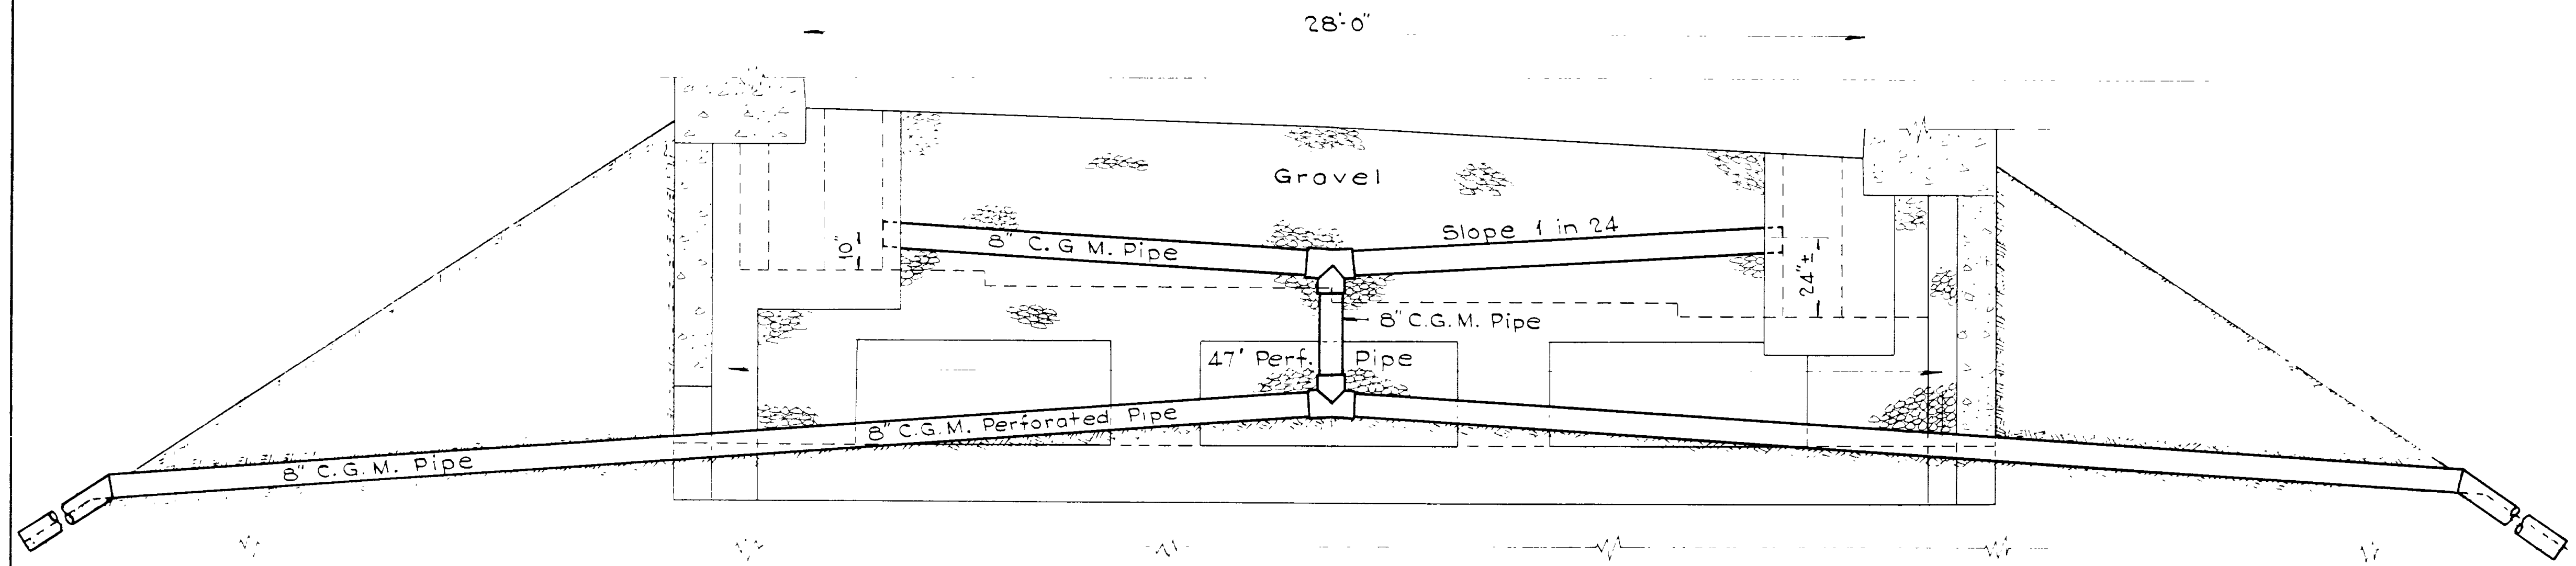 28'-0"
Gravel
8" C. G M. Pipe
Slope 1 in 24
10"
24"±
8" C.G.M. Pipe
47' Perf. Pipe
8" C.G.M. Perforated Pipe
8" C.G.M. Pipe